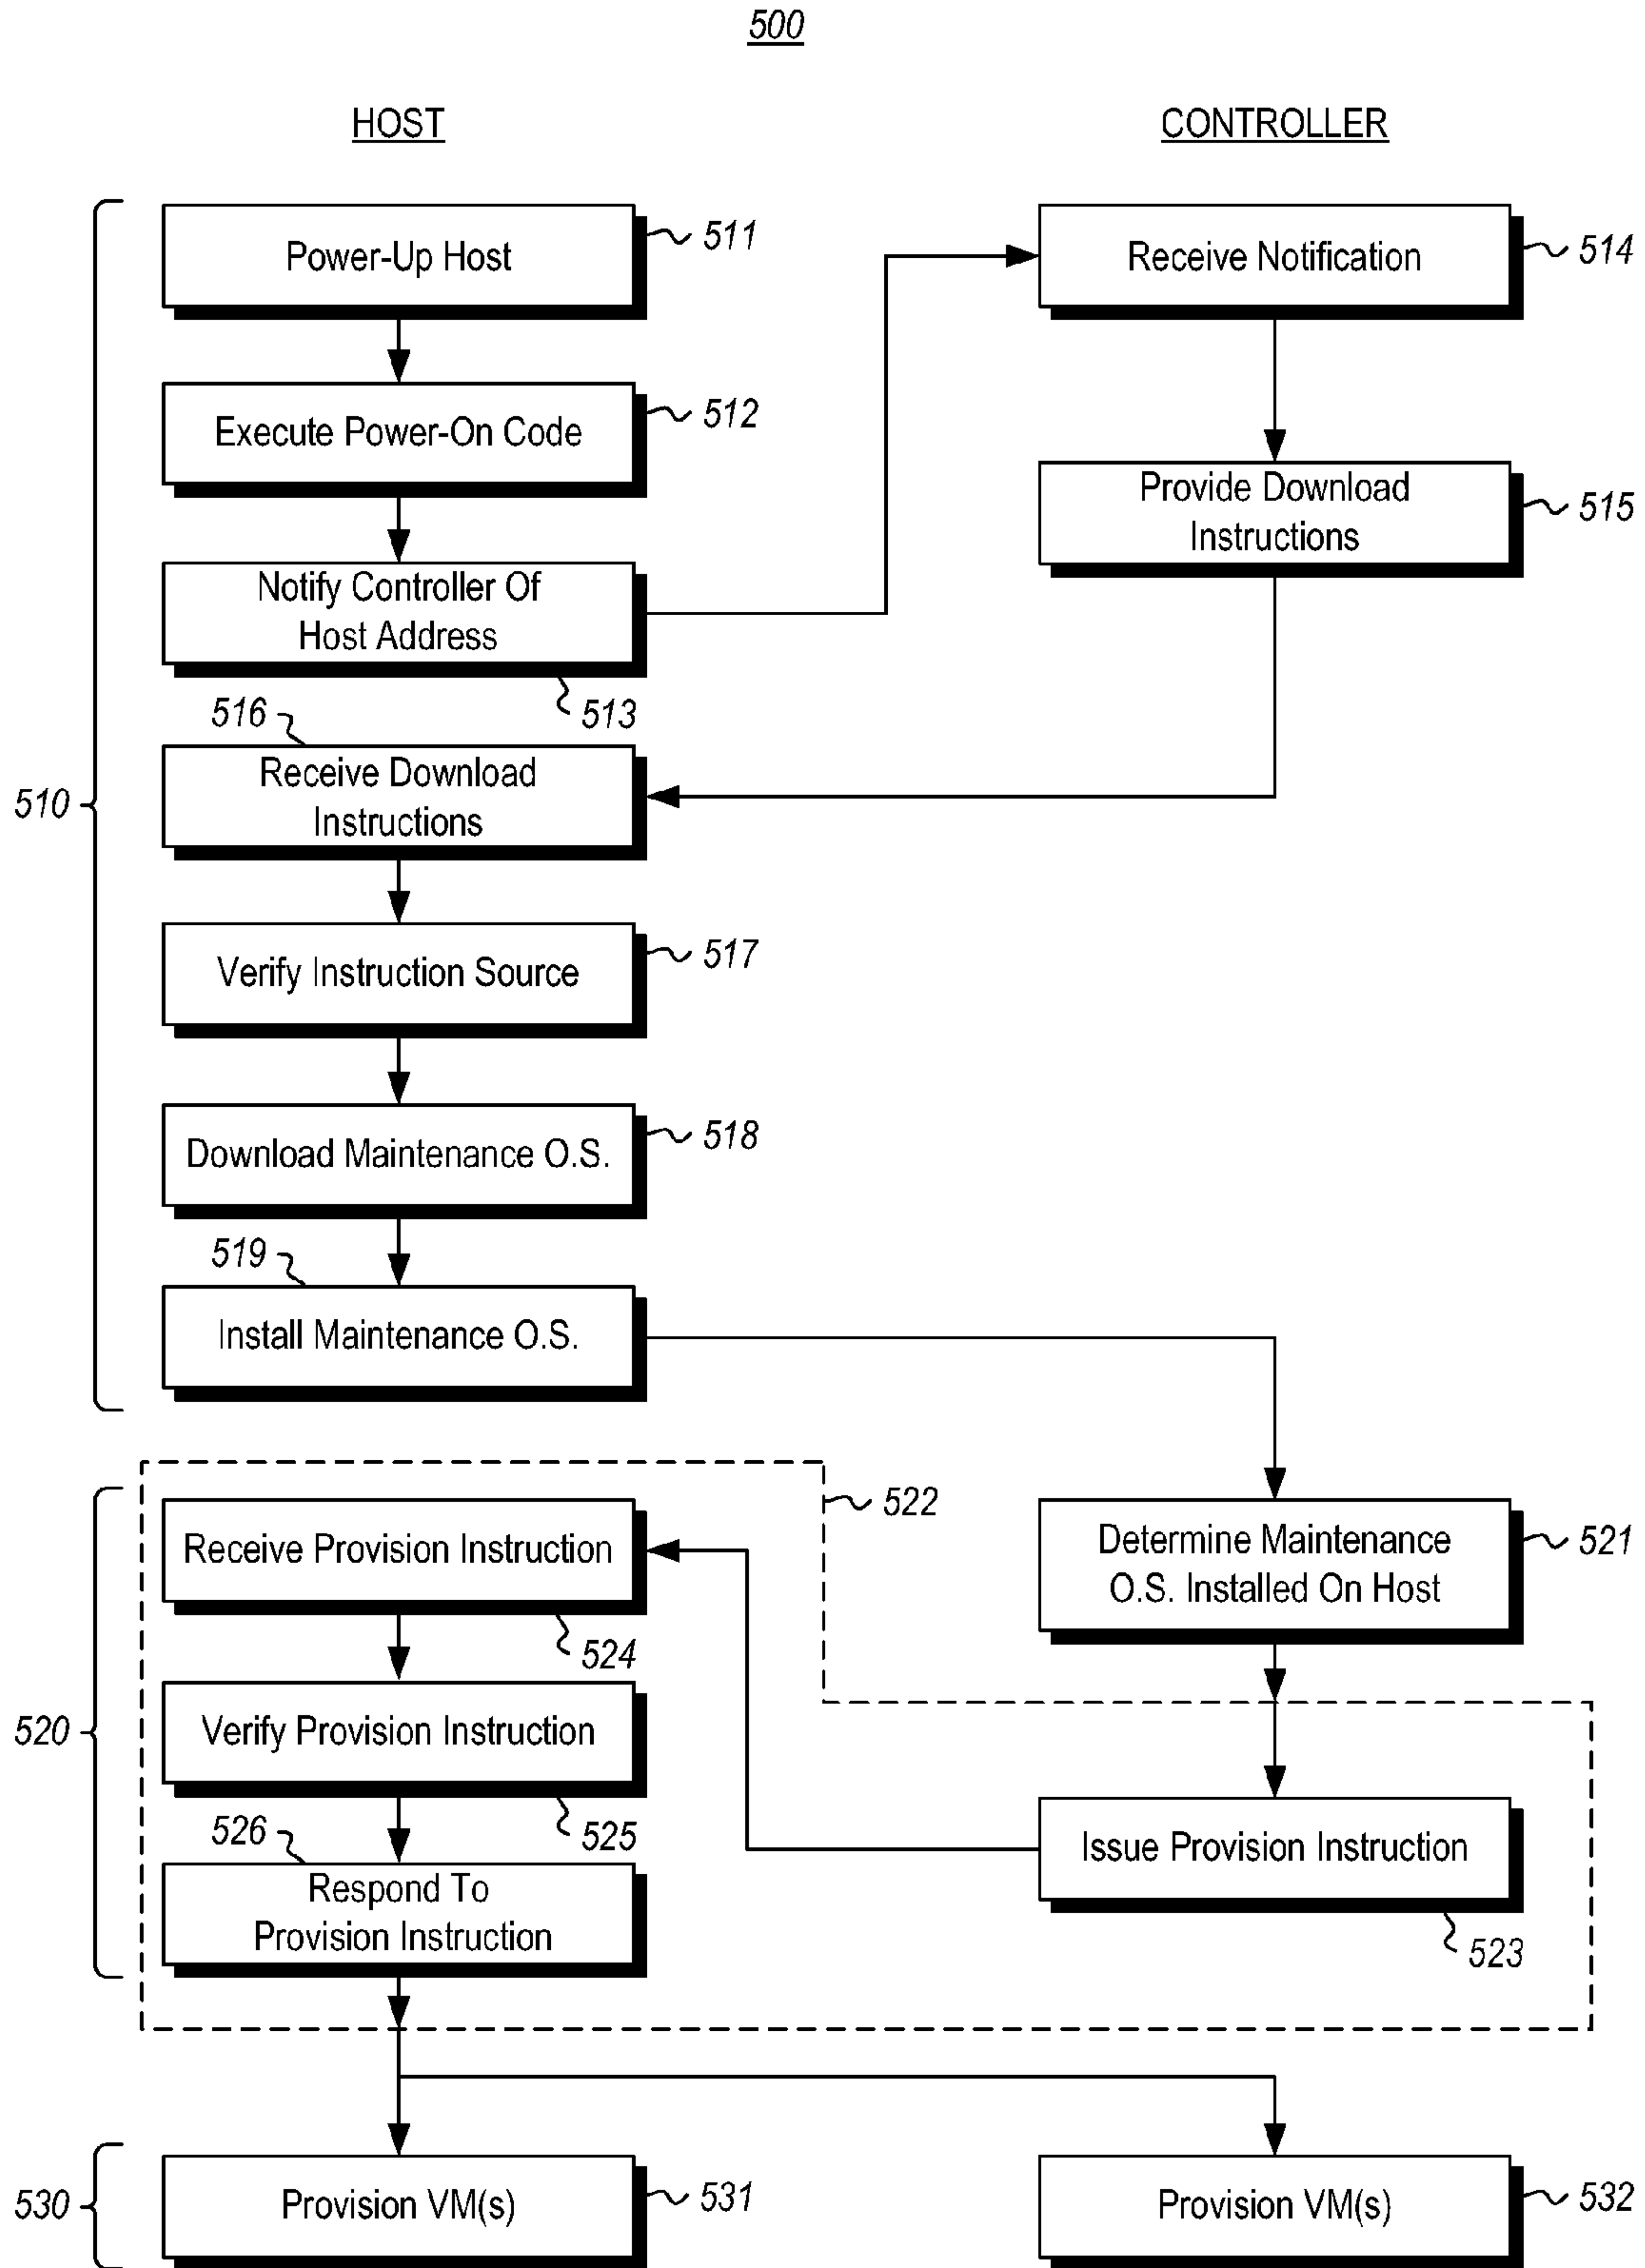 500
HOST
CONTROLLER
Power-Up Host
511
Receive Notification
514
Execute Power-On Code
512
Provide Download
Instructions
515
Notify Controller Of
Host Address
513
516
Receive Download
Instructions
510
Verify Instruction Source
517
Download Maintenance O.S.
518
519
Install Maintenance O.S.
522
Receive Provision Instruction
524
Determine Maintenance
O.S. Installed On Host
521
520
Verify Provision Instruction
525
526
Respond To
Provision Instruction
Issue Provision Instruction
523
530
Provision VM(s)
531
Provision VM(s)
532